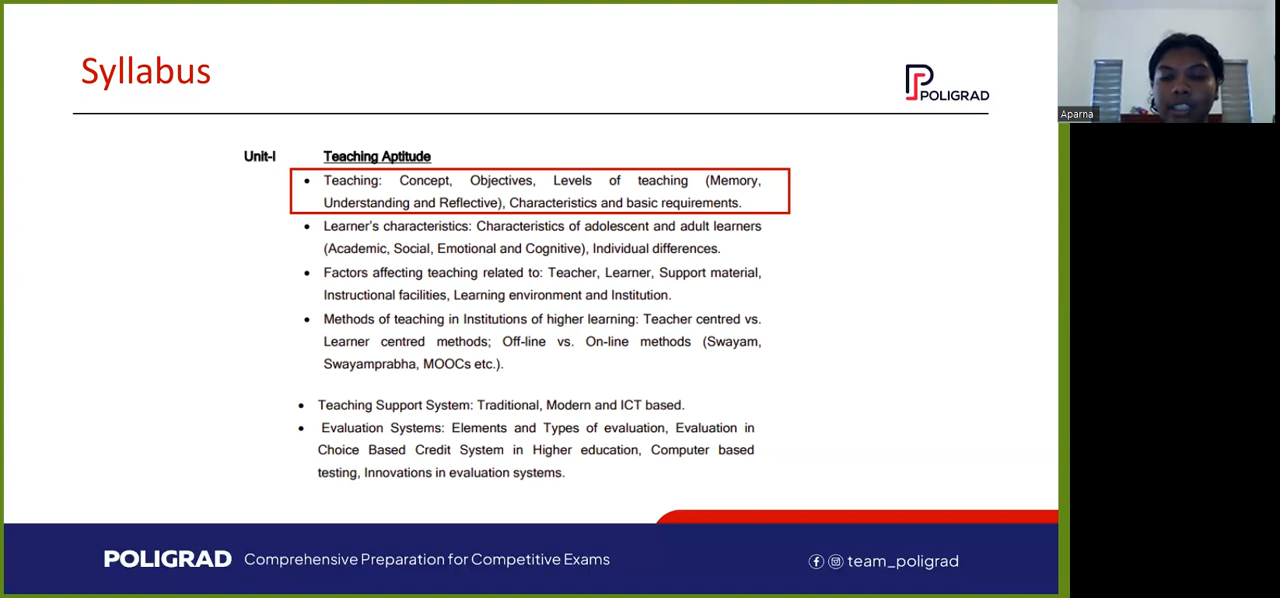 Syllabus
POLIGRAD
Aparna
Unit-I Teaching Aptitude
• Teaching: Concept, Objectives, Levels of teaching (Memory,
Understanding and Reflective), Characteristics and basic requirements.
• Learner's characteristics: Characteristics of adolescent and adult learners
(Academic, Social, Emotional and Cognitive), Individual differences.
• Factors affecting teaching related to: Teacher, Learner, Support material,
Instructional facilities, Learning environment and Institution.
• Methods of teaching in Institutions of higher learning: Teacher centred vs.
Learner centred methods; Off-line vs. On-line methods (Swayam,
Swayamprabha, MOOCs etc.).
• Teaching Support System: Traditional, Modern and ICT based.
• Evaluation Systems: Elements and Types of evaluation, Evaluation in
Choice Based Credit System in Higher education, Computer based
testing, Innovations in evaluation systems.
POLIGRAD Comprehensive Preparation for Competitive Exams
team_poligrad